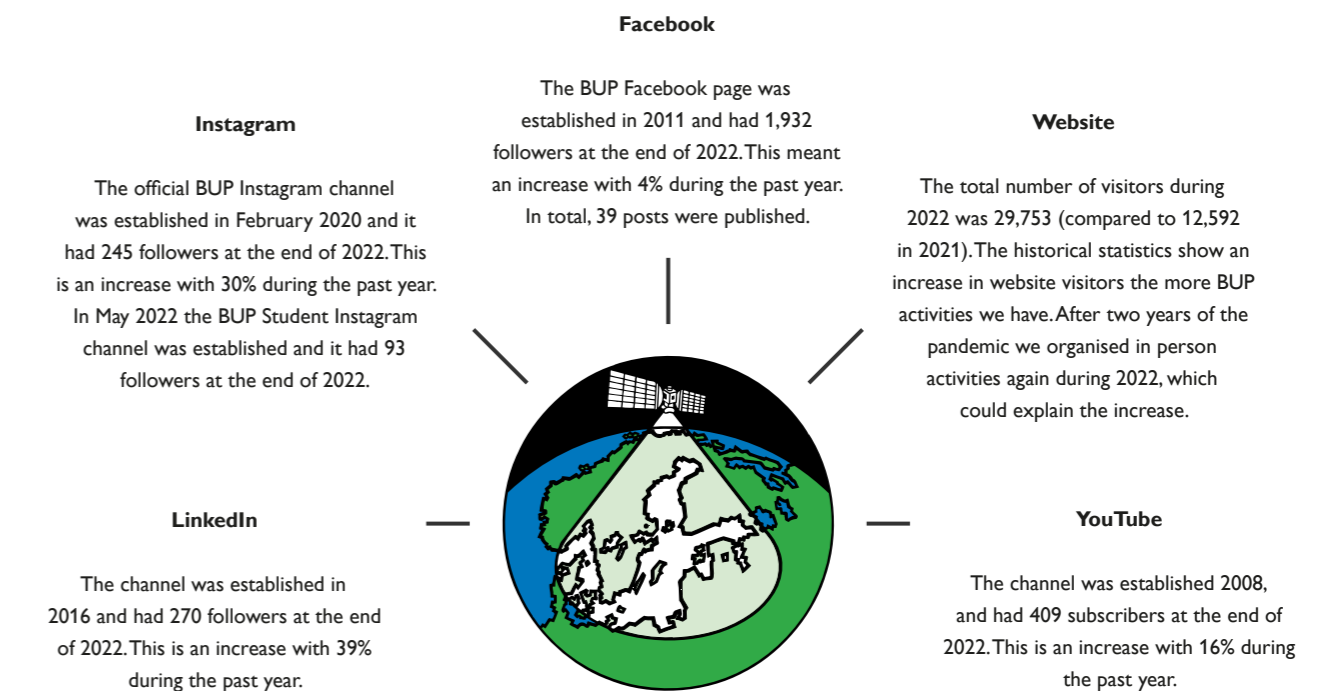 Facebook
The BUP Facebook page was
established in 2011 and had 1,932
followers at the end of 2022. This meant
an increase with 4% during the past year.
In total, 39 posts were published.
Instagram
The official BUP Instagram channel
was established in February 2020 and it
had 245 followers at the end of 2022. This
is an increase with 30% during the past year.
In May 2022 the BUP Student Instagram
channel was established and it had 93
followers at the end of 2022.
Website
The total number of visitors during
2022 was 29,753 (compared to 12,592
in 2021). The historical statistics show an
increase in website visitors the more BUP
activities we have. After two years of the
pandemic we organised in person
activities again during 2022, which
could explain the increase.
LinkedIn
The channel was established in
2016 and had 270 followers at the end
of 2022. This is an increase with 39%
during the past year.
YouTube
The channel was established 2008,
and had 409 subscribers at the end of
2022. This is an increase with 16% during
the past year.